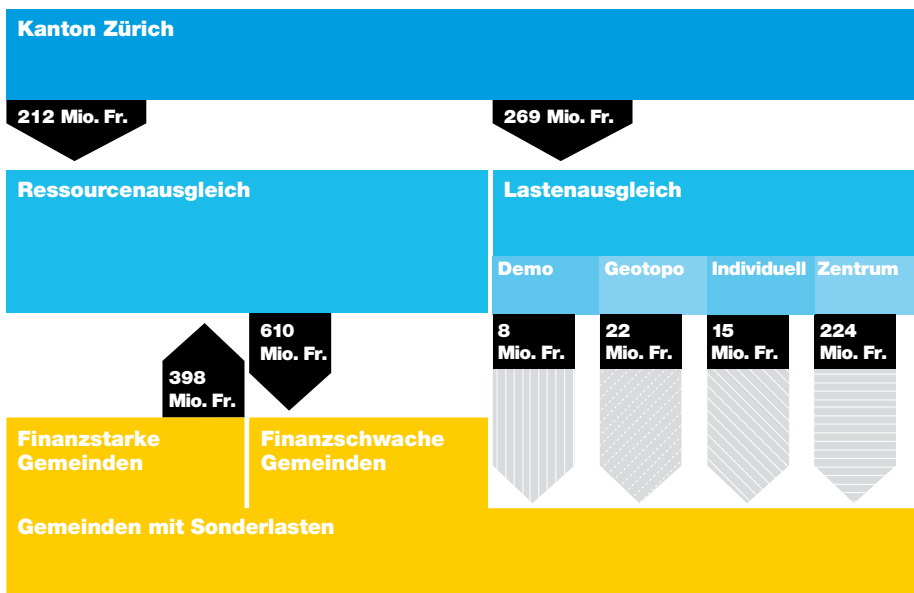 Kanton Zürich
212 Mio. Fr.
269 Mio. Fr.
Ressourcenausgleich
Lastenausgleich
Demo
Geotopo
Individuell
Zentrum
398
Mio. Fr.
610
Mio. Fr.
8
Mio. Fr.
22
Mio. Fr.
15
Mio. Fr.
224
Mio. Fr.
Finanzstarke
Gemeinden
Finanzschwache
Gemeinden
Gemeinden mit Sonderlasten